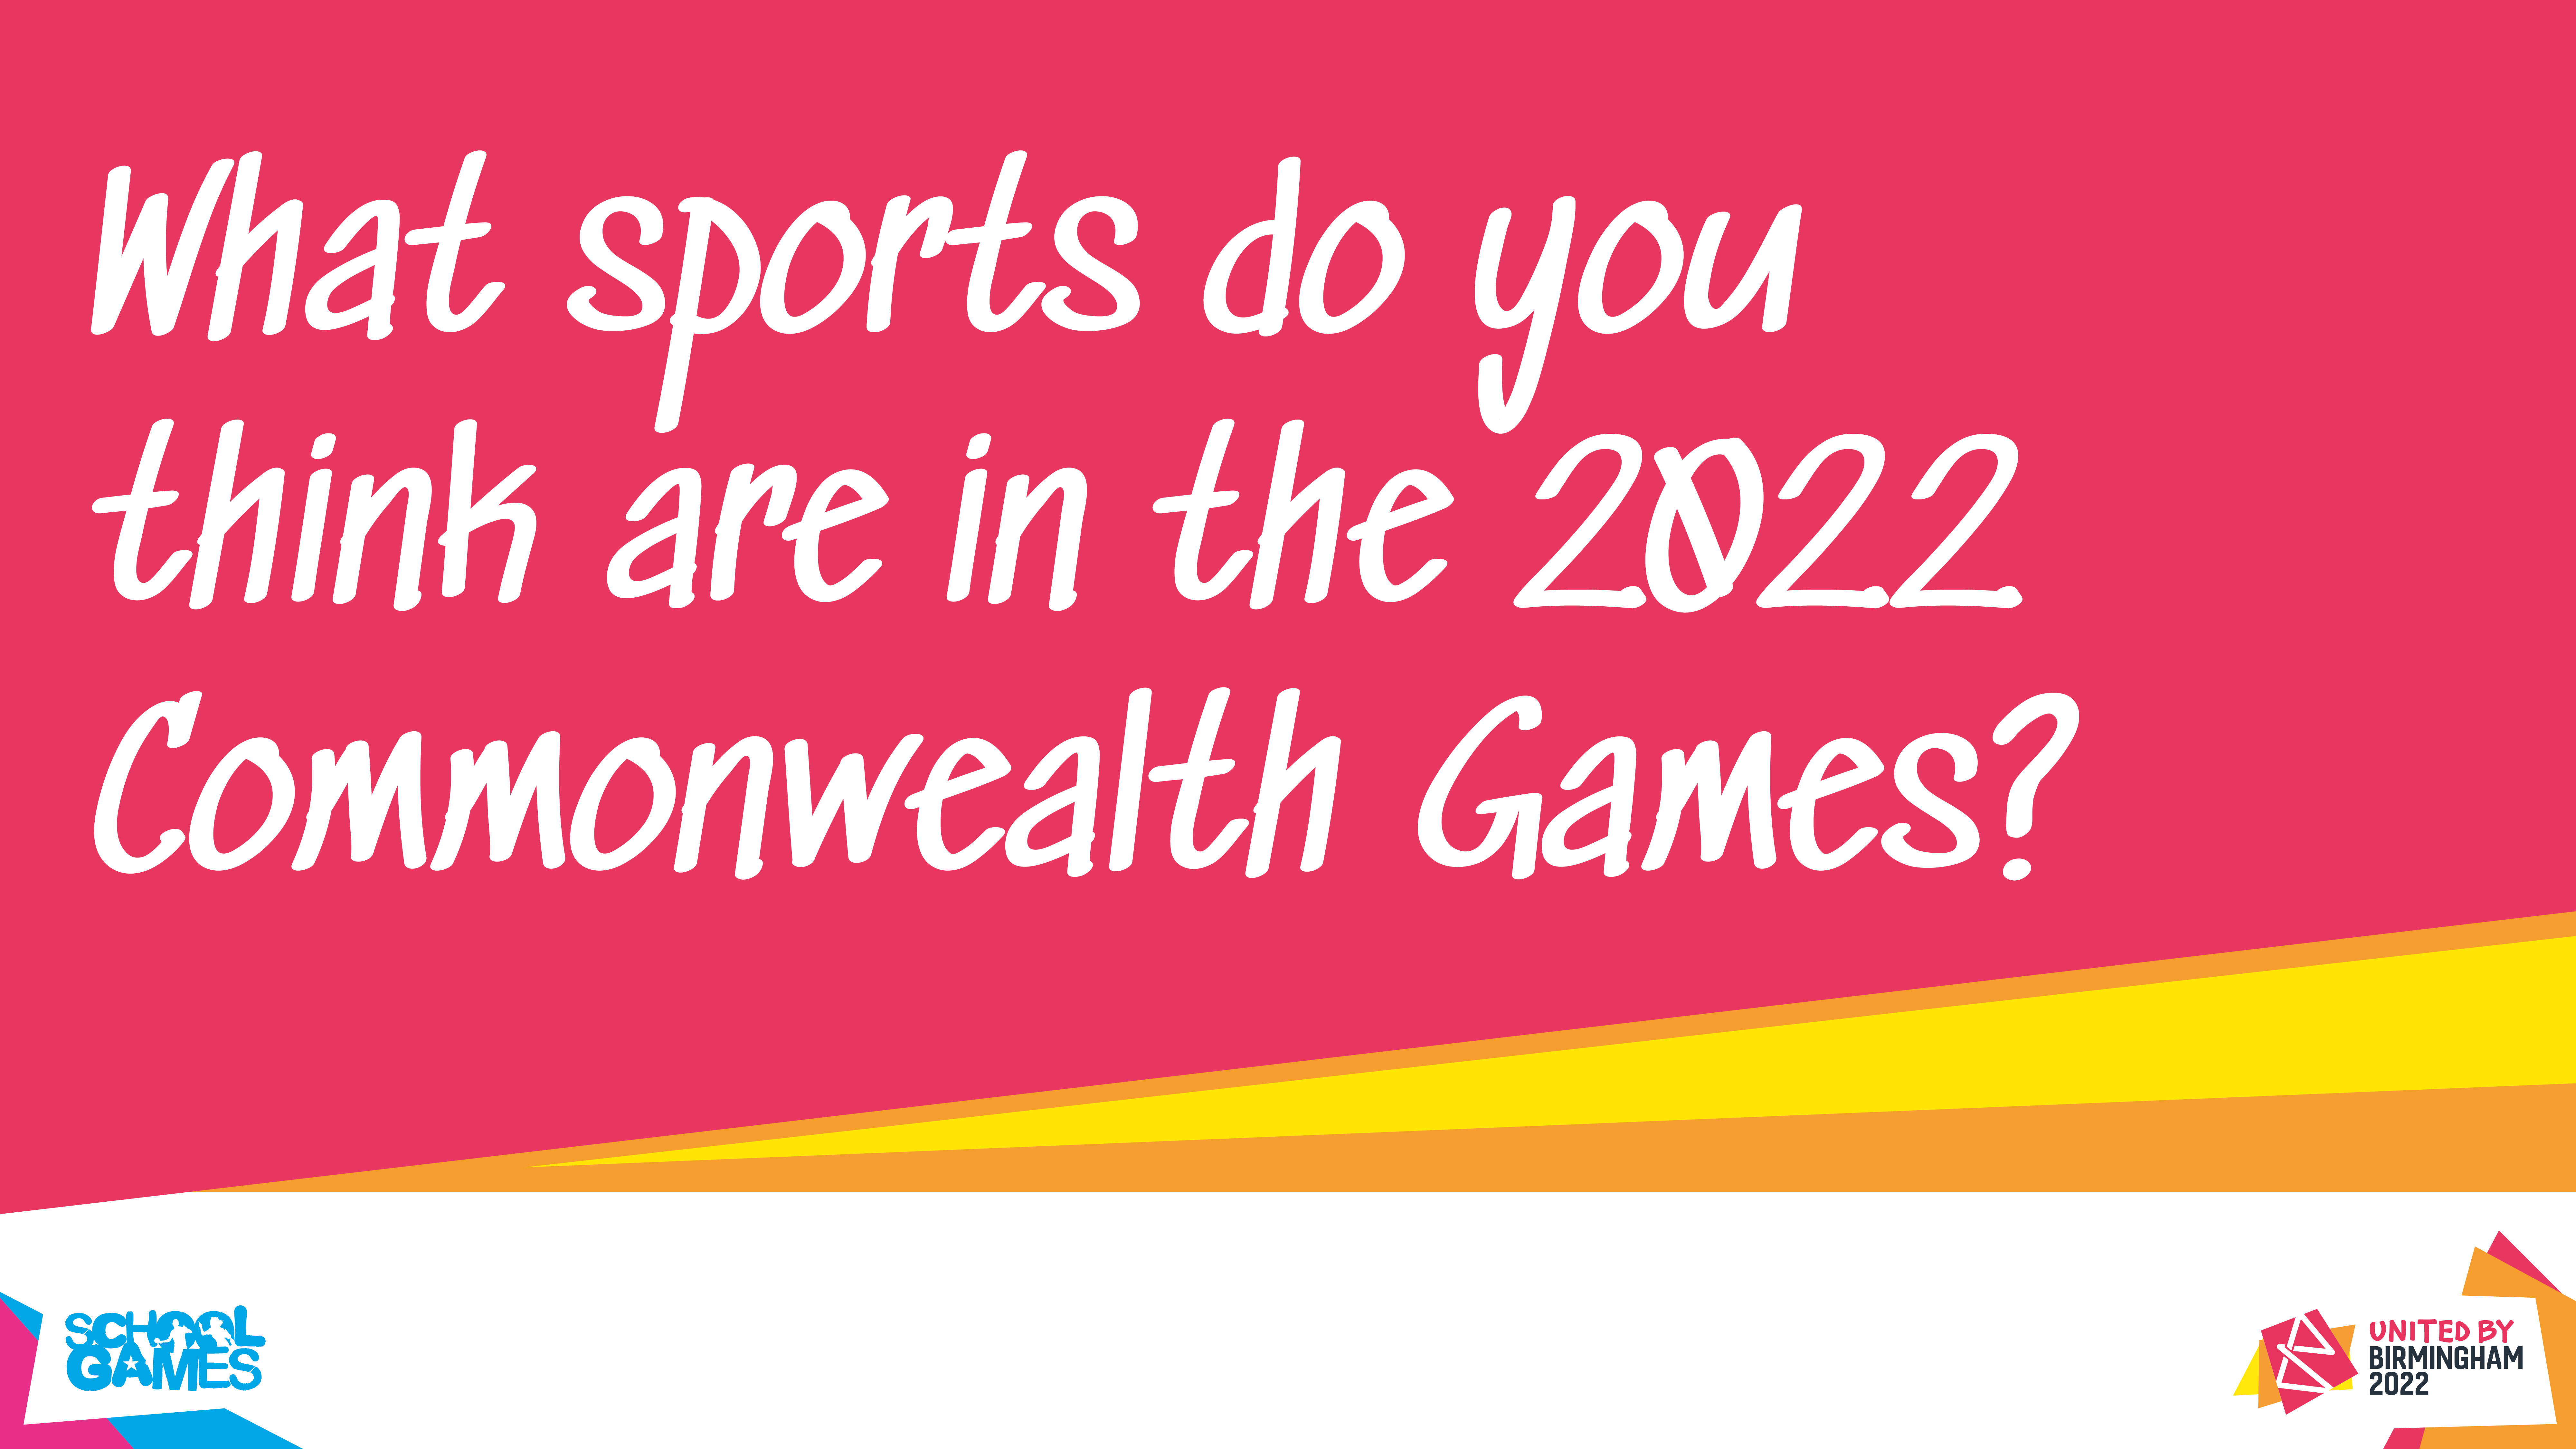 What sports do you
think are in the 2022
Commonwealth Games?
SCHOOL
GAMES
UNITED BY
BIRMINGHAM
2022